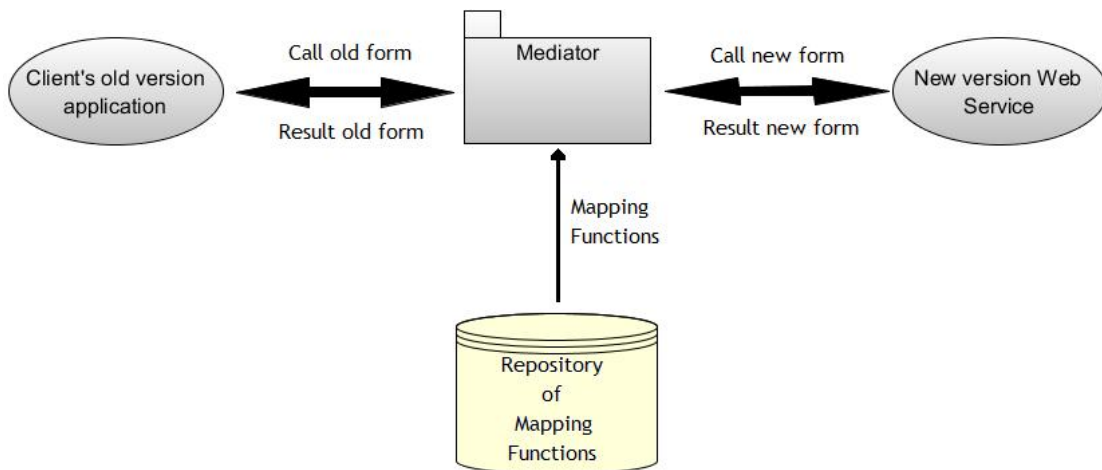 Client's old version
application
Call old form
Result old form
Mediator
Call new form
Result new form
New version Web
Service
Mapping
Functions
Repository
of
Mapping
Functions